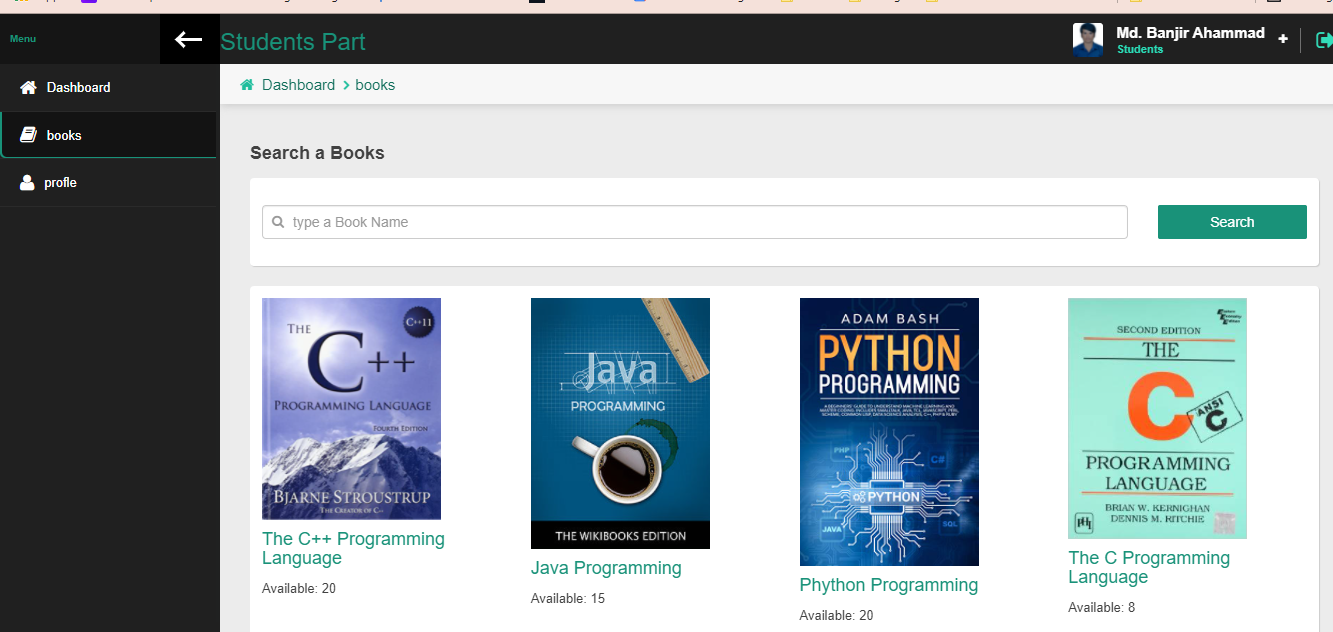 Menu
Students Part
Md. Banjir Ahammad
Students
Dashboard
books
profle
Dashboard
books
Search a Books
type a Book Name
Search
THE
C++11
C++
PROGRAMMING LANGUAGE
FOURTH EDITION
BJARNE STROUSTRUP
THE CREATOR OF C++
The C++ Programming
Language
Available: 20
Java
PROGRAMMING
THE WIKIBOOKS EDITION
Java Programming
Available: 15
ADAM BASH
PYTHON
PROGRAMMING
PHP
C#
PYTHON
JAVA
SQL
Phython Programming
Available: 20
SECOND EDITION
THE
C
ANSI
C
PROGRAMMING
LANGUAGE
BRIAN W. KERNIGHAN
DENNIS M. RITCHIE
The C Programming
Language
Available: 8